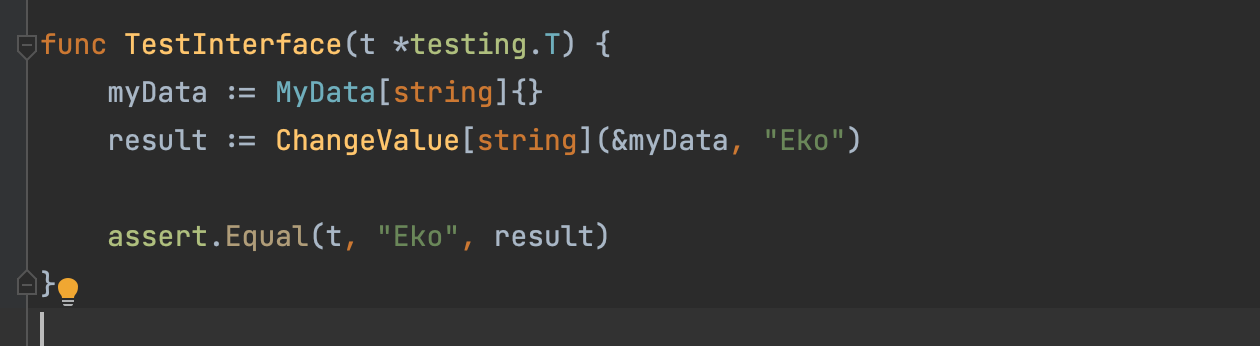 func TestInterface(t *testing.T) {
    myData := MyData[string]{}
    result := ChangeValue[string](&myData, "Eko")
    assert.Equal(t, "Eko", result)
}